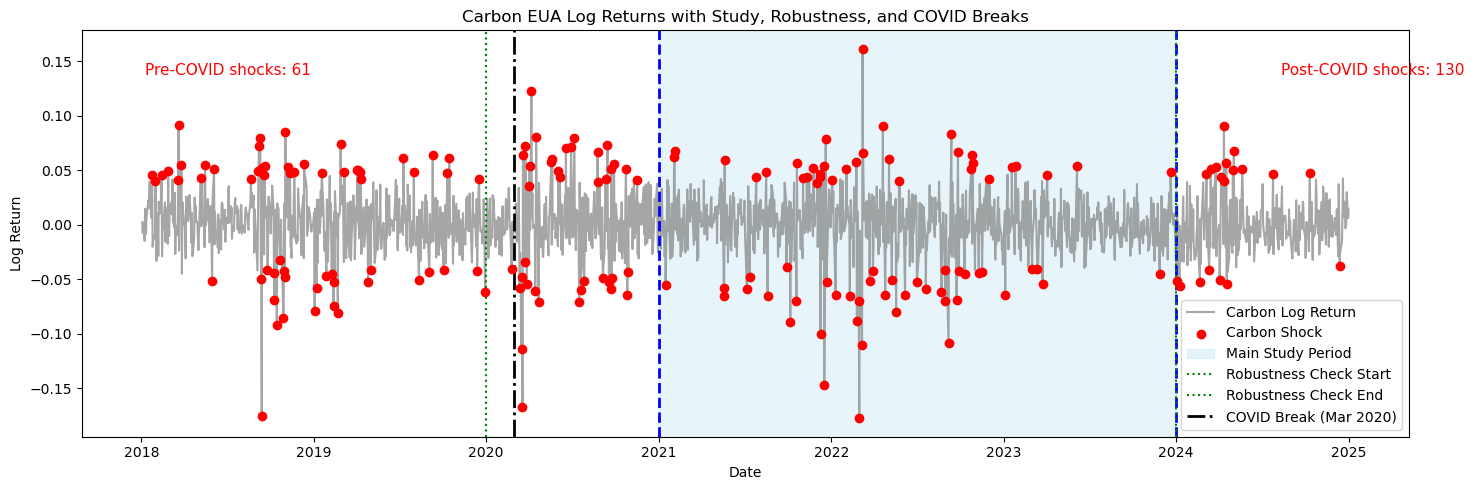 Carbon EUA Log Returns with Study, Robustness, and COVID Breaks
Pre-COVID shocks: 61
Post-COVID shocks: 130
Log Return
0.15
0.10
0.05
0.00
−0.05
−0.10
−0.15
Carbon Log Return
Carbon Shock
Main Study Period
Robustness Check Start
Robustness Check End
COVID Break (Mar 2020)
2018
2019
2020
2021
2022
2023
2024
2025
Date